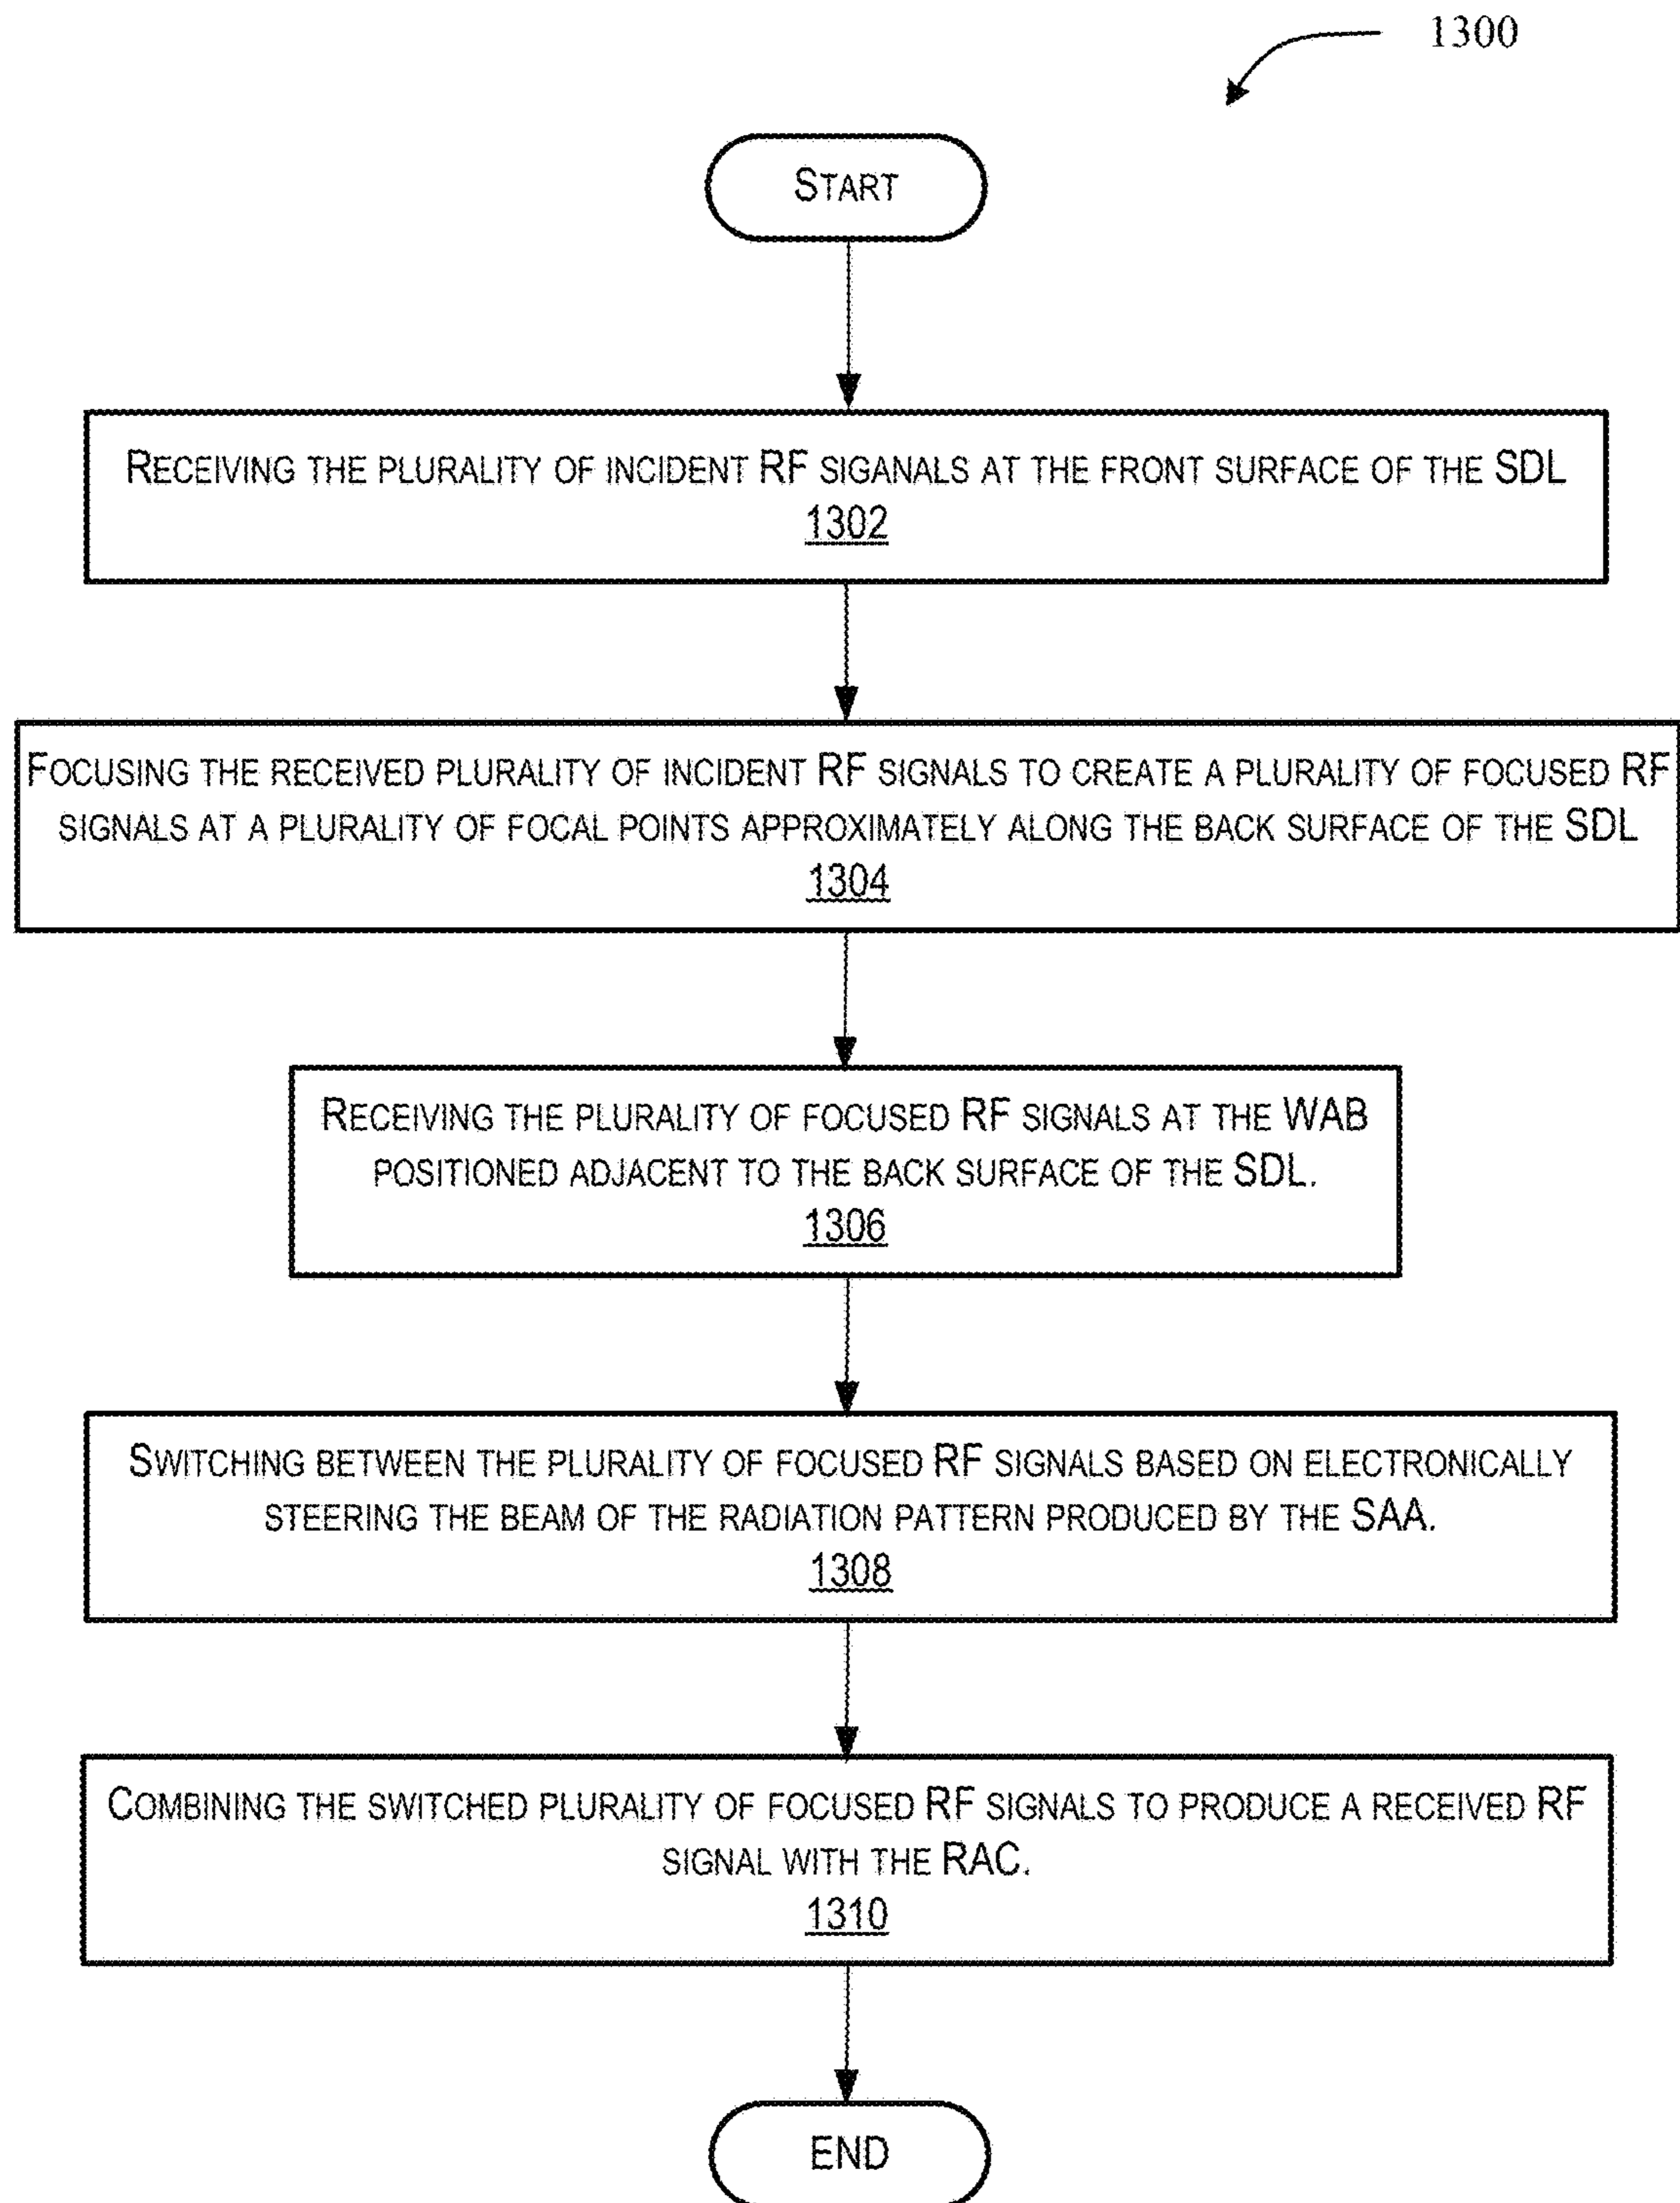 1300
START
RECEIVING THE PLURALITY OF INCIDENT RF SIGANALS AT THE FRONT SURFACE OF THE SDL
1302
FOCUSING THE RECEIVED PLURALITY OF INCIDENT RF SIGNALS TO CREATE A PLURALITY OF FOCUSED RF
SIGNALS AT A PLURALITY OF FOCAL POINTS APPROXIMATELY ALONG THE BACK SURFACE OF THE SDL
1304
RECEIVING THE PLURALITY OF FOCUSED RF SIGNALS AT THE WAB
POSITIONED ADJACENT TO THE BACK SURFACE OF THE SDL.
1306
SWITCHING BETWEEN THE PLURALITY OF FOCUSED RF SIGNALS BASED ON ELECTRONICALLY
STEERING THE BEAM OF THE RADIATION PATTERN PRODUCED BY THE SAA.
1308
COMBINING THE SWITCHED PLURALITY OF FOCUSED RF SIGNALS TO PRODUCE A RECEIVED RF
SIGNAL WITH THE RAC.
1310
END